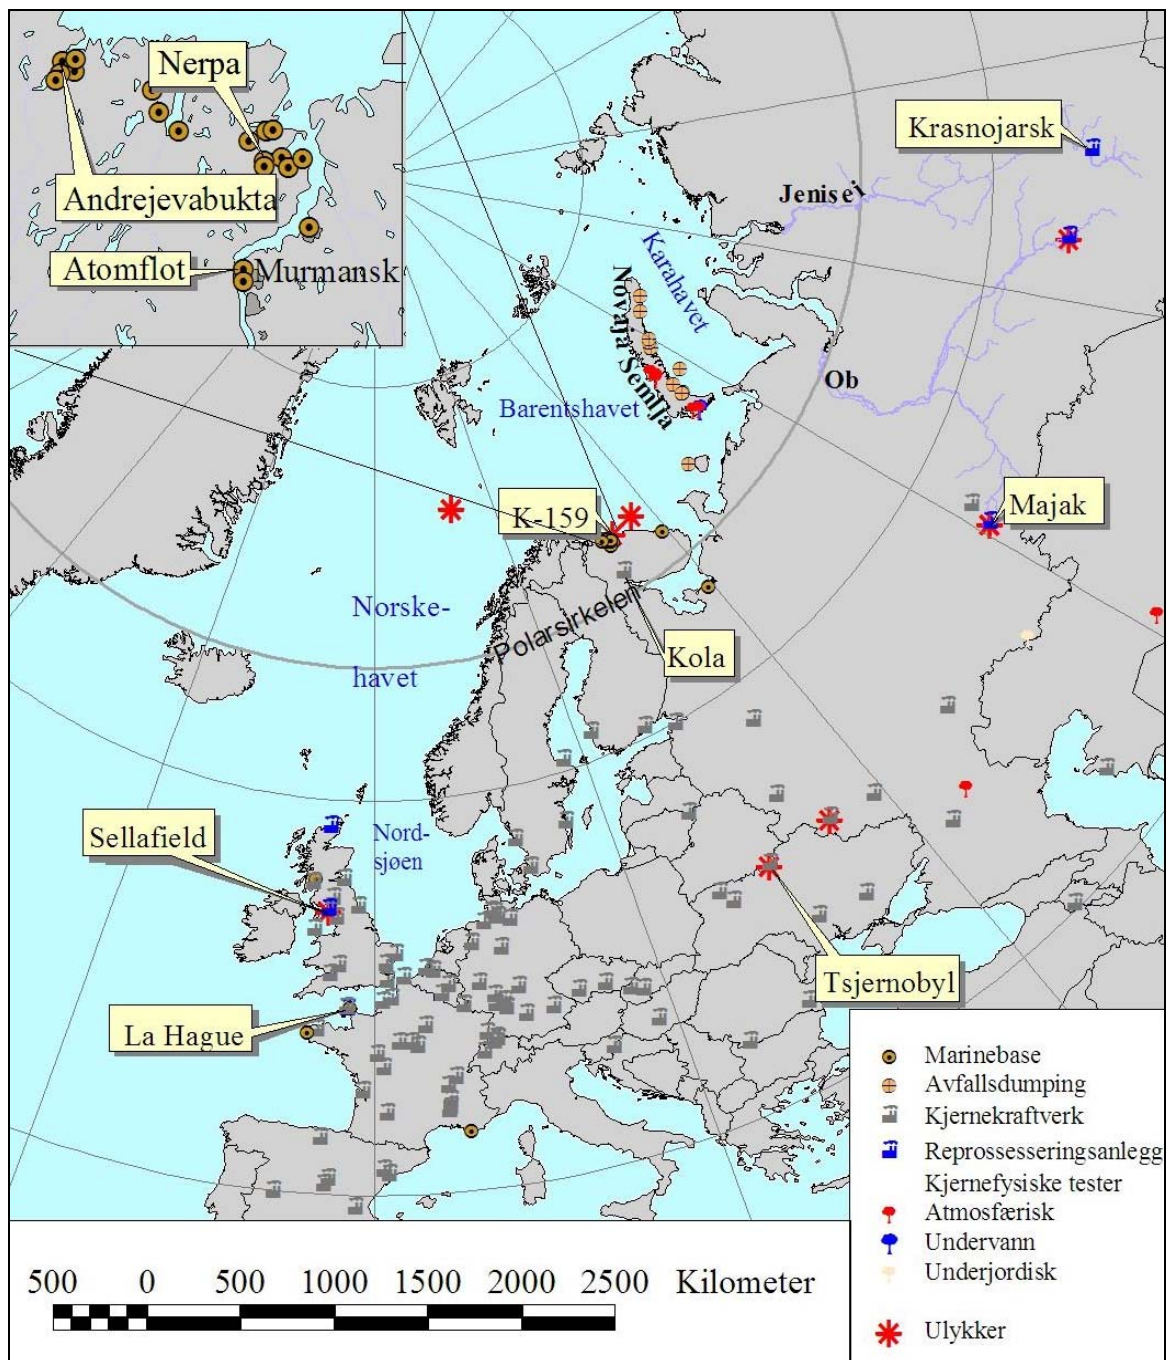 Nerpa
Andrejevabukta
Atomflot
Murmansk
Krasnojarsk
Jenisei
Karahavet
Novaja Semlja
Ob
Barentshavet
K-159
Majak
Norske-
havet
Polarsirkelen
Kola
Nord-
sjøen
Sellafield
Tsjernobyl
La Hague
Marinebase
Avfallsdumping
Kjernekraftverk
Reprossesseringsanlegg
Kjernefysiske tester
Atmosfærisk
Undervann
Underjordisk
Ulykker
500 0 500 1000 1500 2000 2500 Kilometer